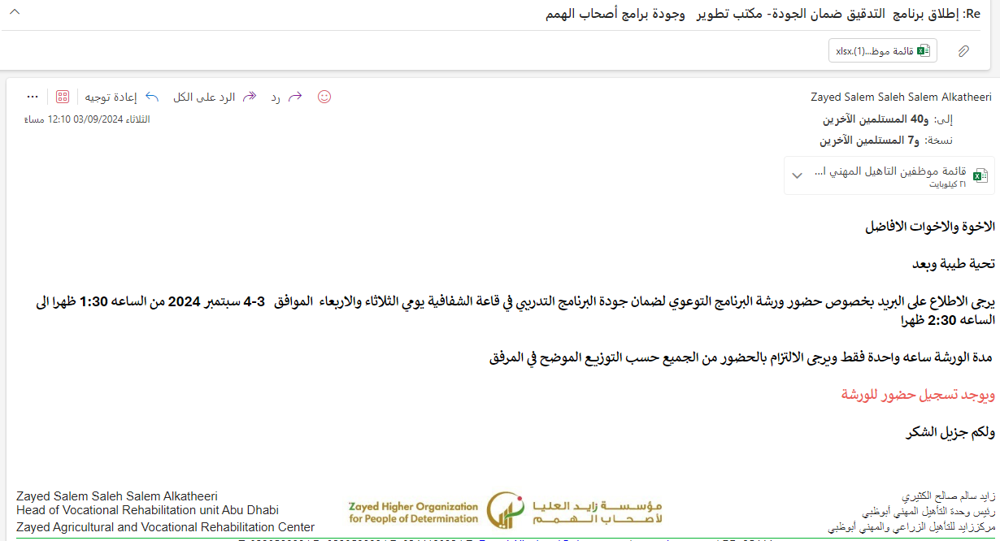 Re: إطلاق برنامج التدقيق ضمان الجودة- مكتب تطوير وجودة برامج أصحاب الهمم
قائمة موظ...(1).xlsx
Zayed Salem Saleh Salem Alkatheeri
رد
الرد على الكل
إعادة توجيه
...
إلى: و40 المستلمين الآخرين
الثلاثاء 03/09/2024 12:10 مساءً
نسخة: و7 المستلمين الآخرين
قائمة موظفين التاهيل المهني ا...
٢١ كيلوبايت
الاخوة والاخوات الافاضل
تحية طيبة وبعد
يرجى الاطلاع على البريد بخصوص حضور ورشة البرنامج التوعوي لضمان جودة البرنامج التدريبي في قاعة الشفافية يومي الثلاثاء والاربعاء الموافق 3-4 سبتمبر 2024 من الساعه 1:30 ظهرا الى
الساعه 2:30 ظهرا
مدة الورشة ساعه واحدة فقط ويرجى الالتزام بالحضور من الجميع حسب التوزيع الموضح في المرفق
ويوجد تسجيل حضور للورشة
ولكم جزيل الشكر
زايد سالم صالح الكثيري
رئيس وحدة التأهيل المهني أبوظبي
مركززايد للتأهيل الزراعي والمهني أبوظبي
مؤسسة زايد العليا
لأصحاب الهمم
Zayed Higher Organization
for People of Determination
Zayed Salem Saleh Salem Alkatheeri
Head of Vocational Rehabilitation unit Abu Dhabi
Zayed Agricultural and Vocational Rehabilitation Center